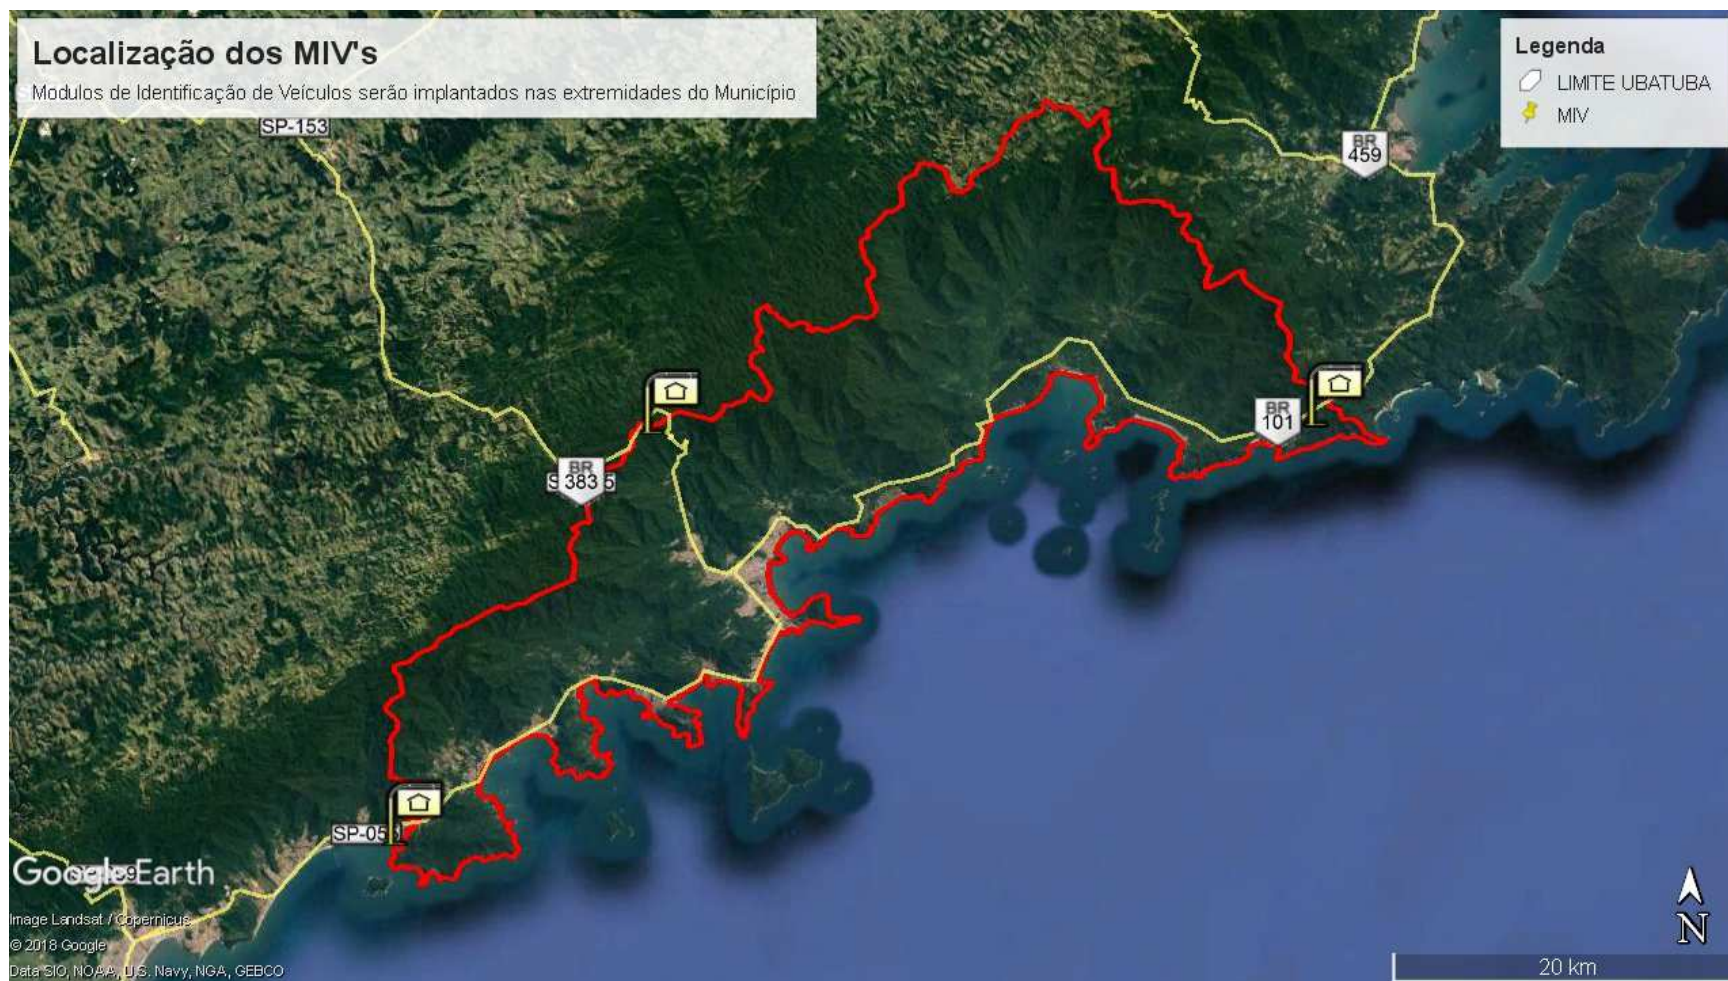 Localização dos MIV's
Modulos de Identificação de Veículos serão implantados nas extremidades do Município
Legenda
LIMITE UBATUBA
MIV
SP-153
BR
459
BR
101
BR
383
SP-05
Google Earth
Image Landsat / Copernicus
© 2018 Google
Data SIO, NOAA, U.S. Navy, NGA, GEBCO
N
20 km